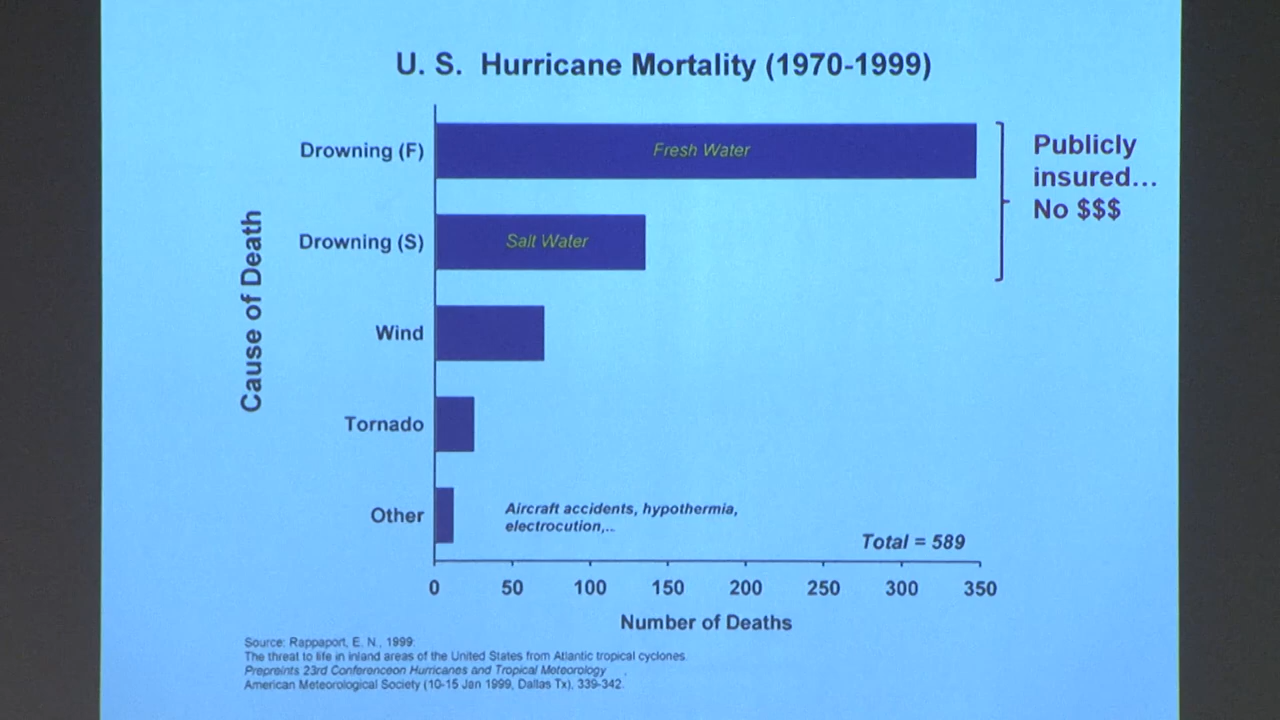 U. S. Hurricane Mortality (1970-1999)
Drowning (F)
Fresh Water
Publicly
insured...
No $$$
Drowning (S)
Salt Water
Wind
Tornado
Other
Aircraft accidents, hypothermia,
electrocution,..
Total = 589
Cause of Death
0 50 100 150 200 250 300 350
Number of Deaths
Source: Rappaport, E. N., 1999:
The threat to life in inland areas of the United States from Atlantic tropical cyclones.
Prepreints 23rd Conferenceon Hurricanes and Tropical Meteorology
American Meteorological Society (10-15 Jan 1999, Dallas Tx), 339-342.